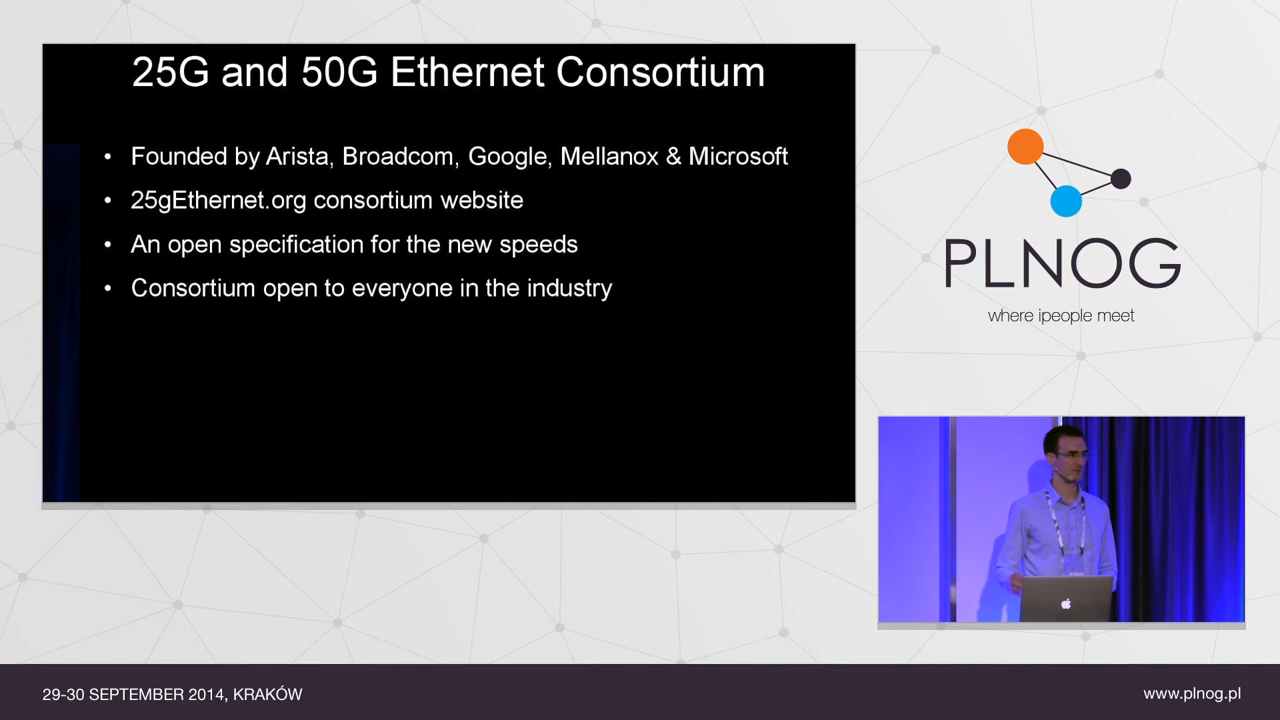 25G and 50G Ethernet Consortium
• Founded by Arista, Broadcom, Google, Mellanox & Microsoft
• 25gEthernet.org consortium website
• An open specification for the new speeds
• Consortium open to everyone in the industry
PLNOG
where ipeople meet
29-30 SEPTEMBER 2014, KRAKÓW
www.plnog.pl